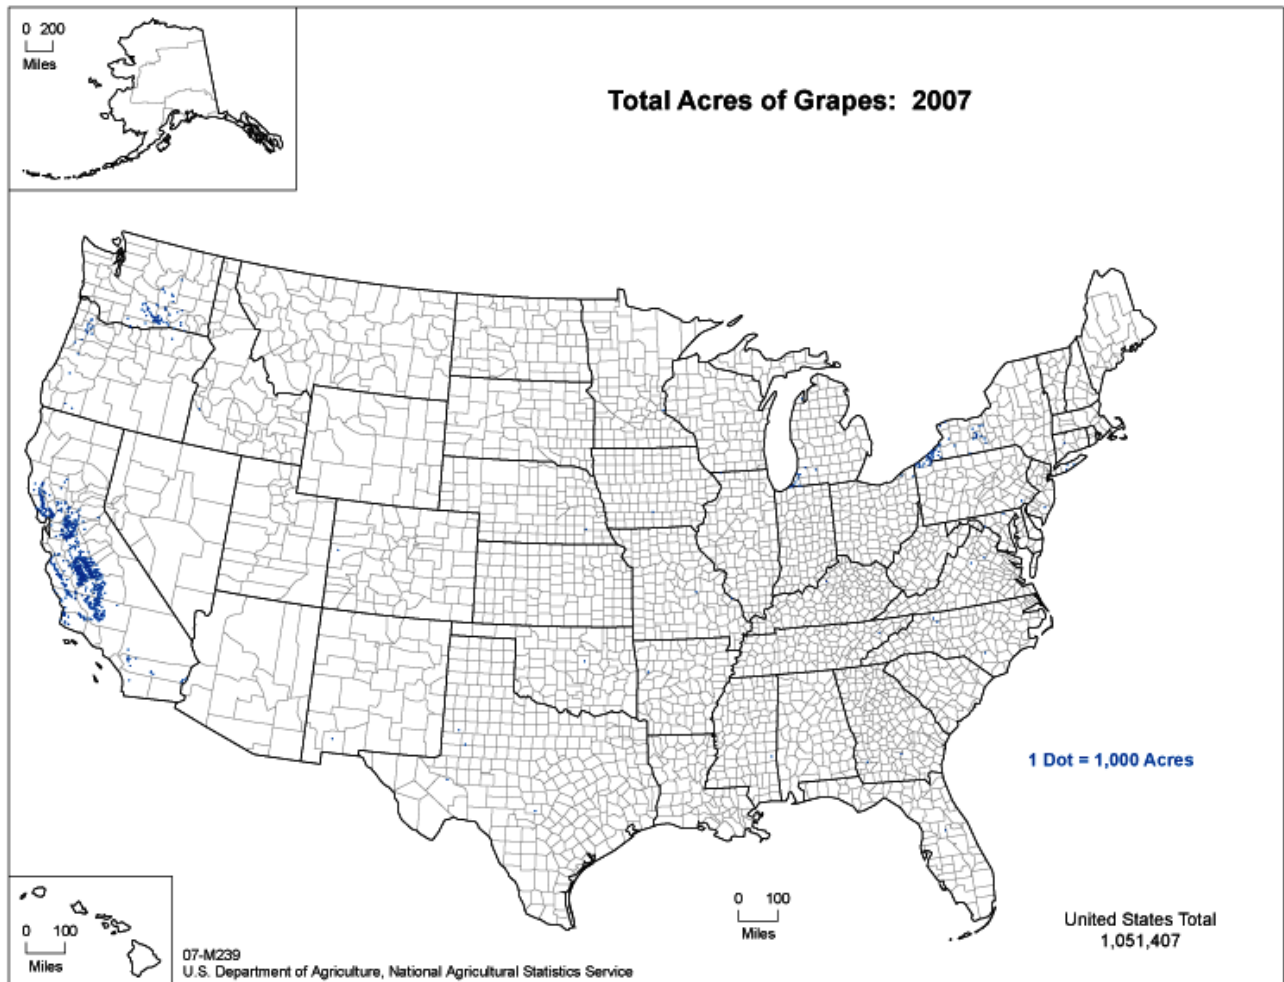 0 200
Miles
Total Acres of Grapes: 2007
1 Dot = 1,000 Acres
0 100
Miles
United States Total
1,051,407
0 100
Miles
07-M239
U.S. Department of Agriculture, National Agricultural Statistics Service